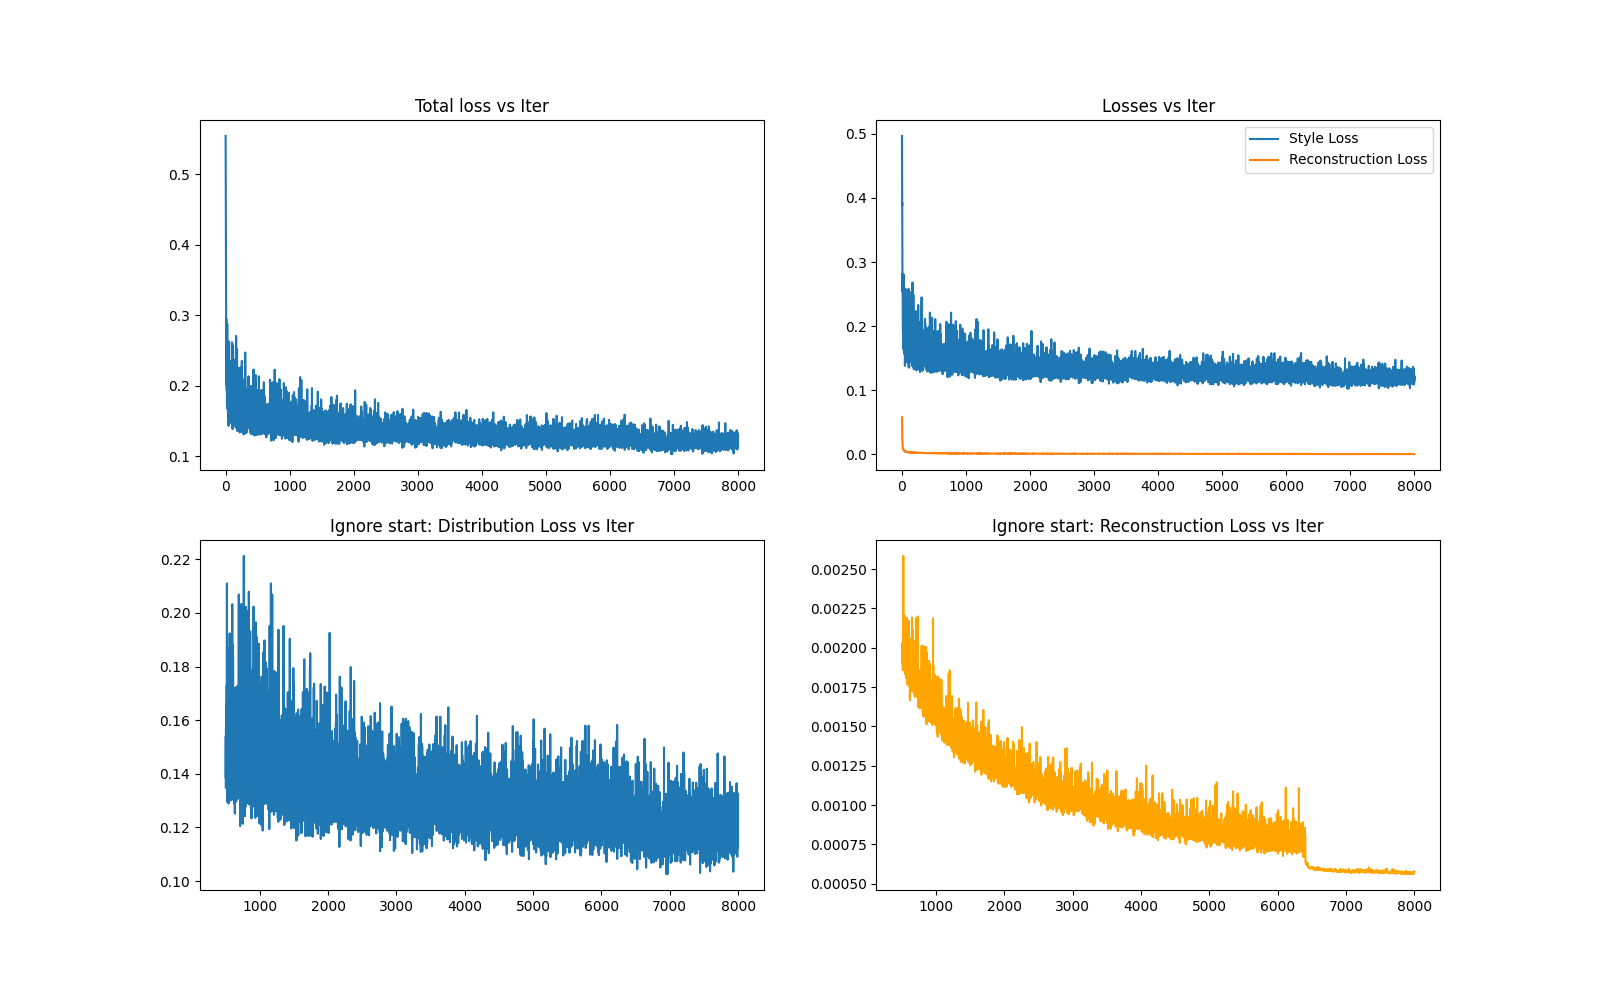 Total loss vs Iter
0.5
0.4
0.3
0.2
0.1
0 1000 2000 3000 4000 5000 6000 7000 8000
Losses vs Iter
Style Loss
Reconstruction Loss
0.5
0.4
0.3
0.2
0.1
0.0
0 1000 2000 3000 4000 5000 6000 7000 8000
Ignore start: Distribution Loss vs Iter
0.22
0.20
0.18
0.16
0.14
0.12
0.10
1000 2000 3000 4000 5000 6000 7000 8000
Ignore start: Reconstruction Loss vs Iter
0.00250
0.00225
0.00200
0.00175
0.00150
0.00125
0.00100
0.00075
0.00050
1000 2000 3000 4000 5000 6000 7000 8000